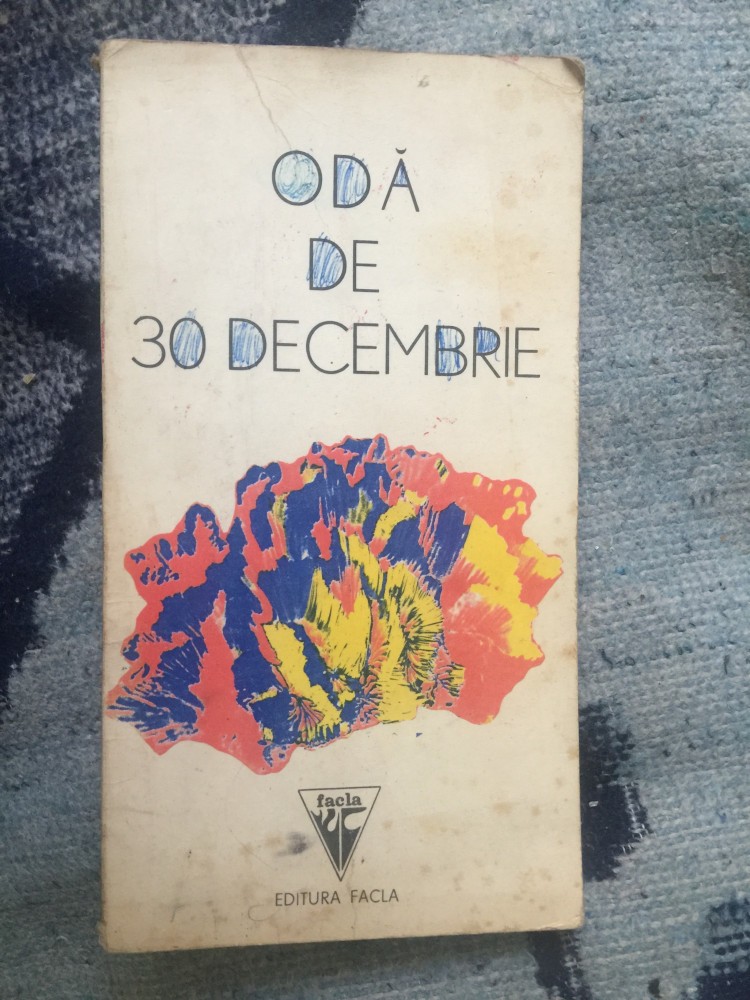 ODĂ
DE
30 DECEMBRIE
facla
EDITURA FACLA